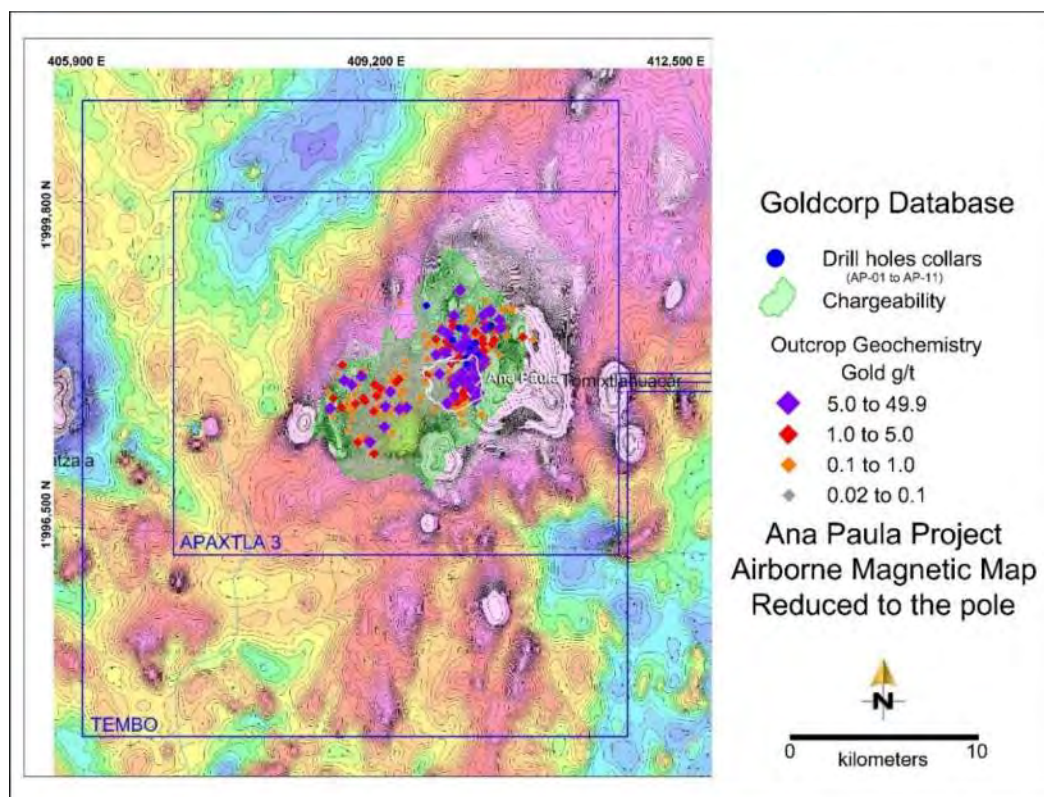 405,900 E
409,200 E
412,500 E
1'999,800 N
1'996,500 N
Ana Paula
APAXTLA 3
TEMBO
Goldcorp Database
Drill holes collars
(AP-01 to AP-11)
Chargeability
Outcrop Geochemistry
Gold g/t
5.0 to 49.9
1.0 to 5.0
0.1 to 1.0
0.02 to 0.1
Ana Paula Project
Airborne Magnetic Map
Reduced to the pole
N
0
10
kilometers